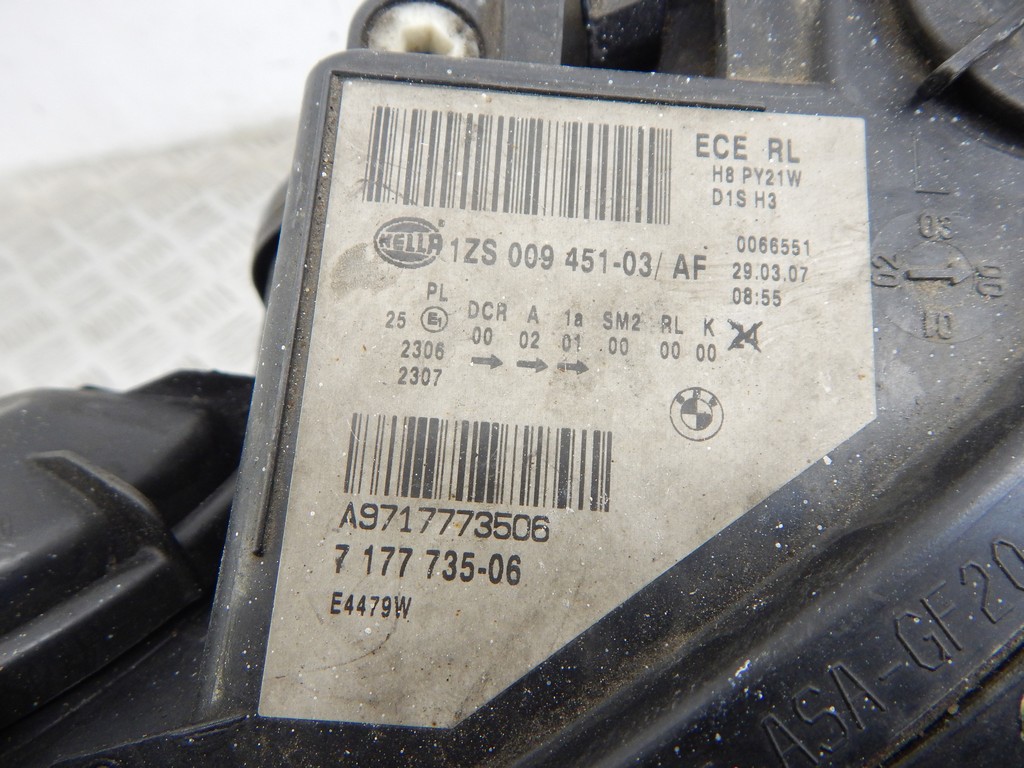 ECE RL
H8 PY21W
D1S H3
HELLA ® 1ZS 009 451-03/ AF
0066551
29.03.07
08:55
PL DCR A 1a SM2 RL K 24
25 E1 00 02 01 00 00 00
2306
2307
A9717773506
7 177 735-06
E4479W
ASA-GF20